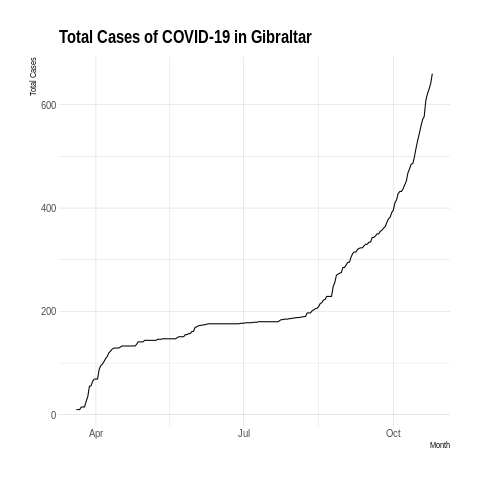 Total Cases of COVID-19 in Gibraltar
Total Cases
600
400
200
0
Apr
Jul
Oct
Month